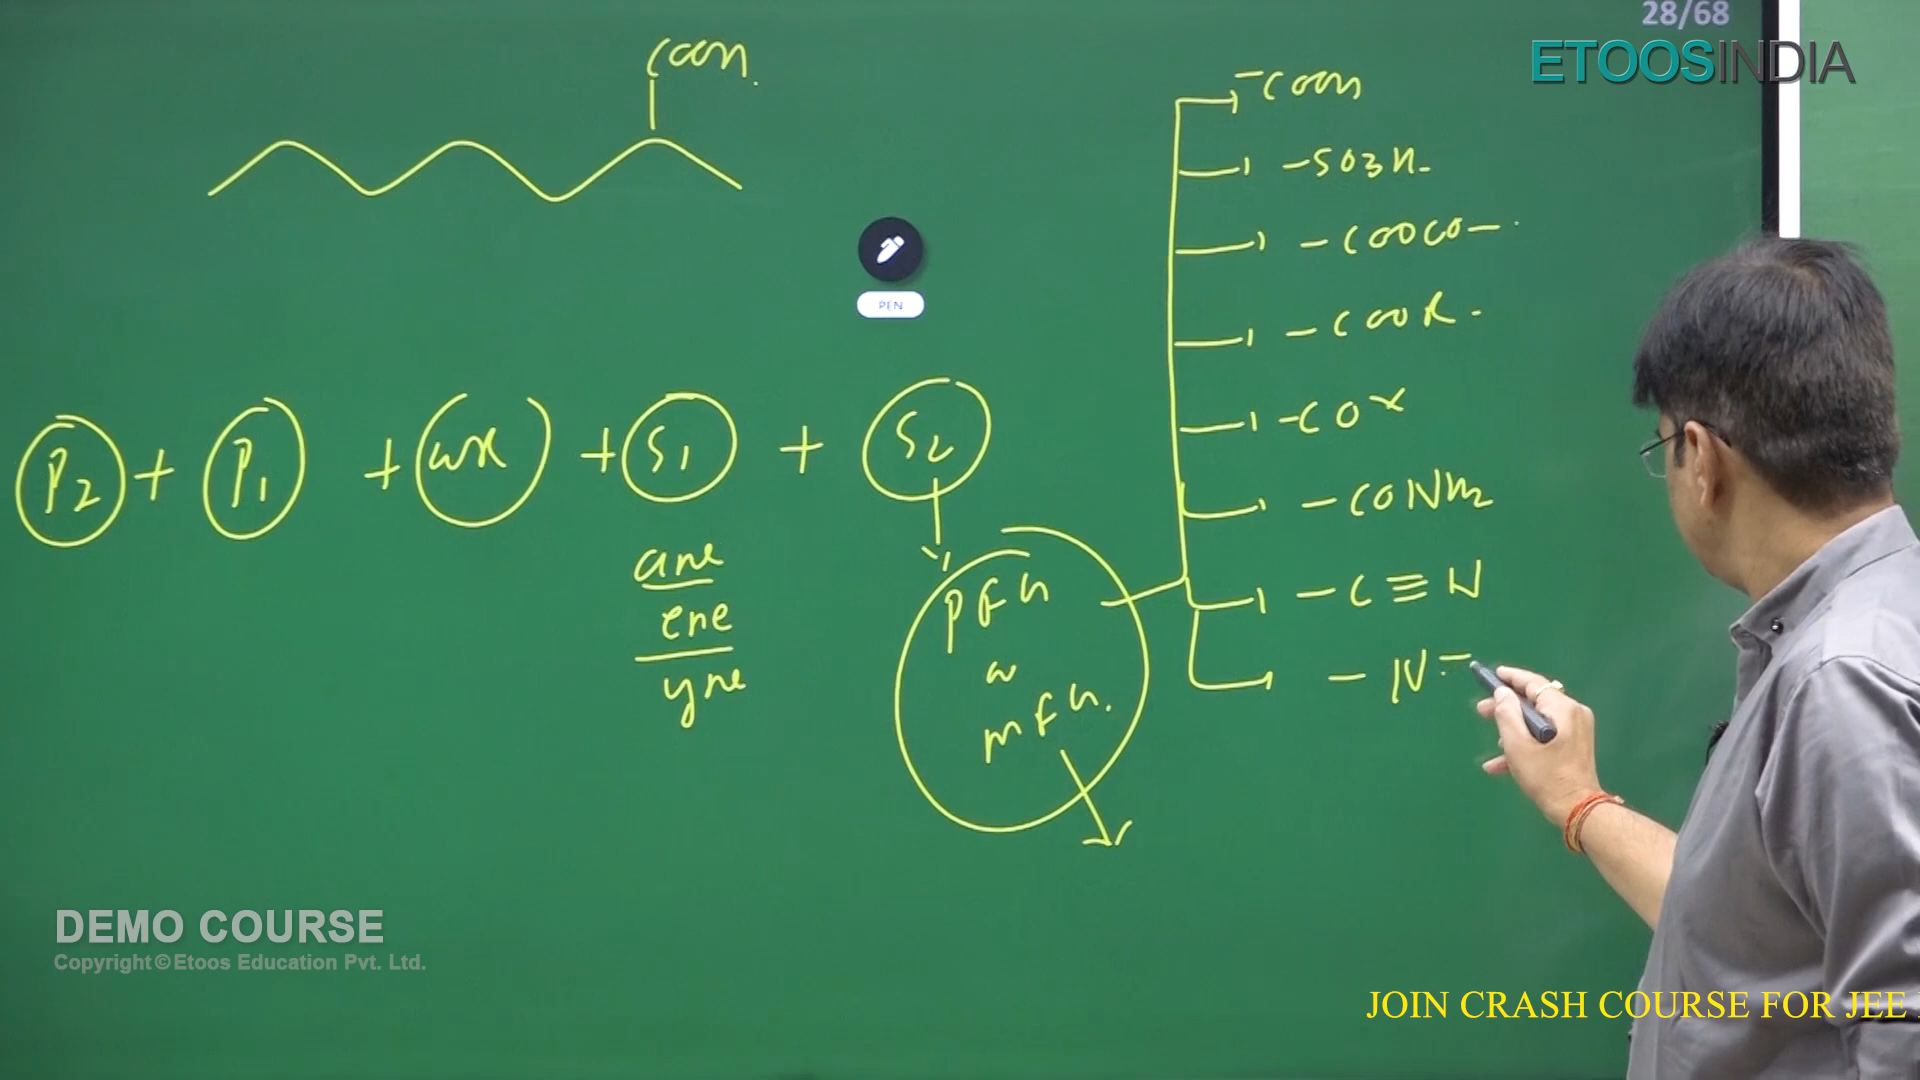 28/68
ETOOSINDIA
COOH.
-COOH
-SO3H.
-COOCO-
-COOR.
-COX
-CONH2
-C≡N
-N=
PEN
P2 + P1 + WR + S1 + S2
ane
ene
yne
PFG
MFG.
DEMO COURSE
Copyright © Etoos Education Pvt. Ltd.
JOIN CRASH COURSE FOR JEE